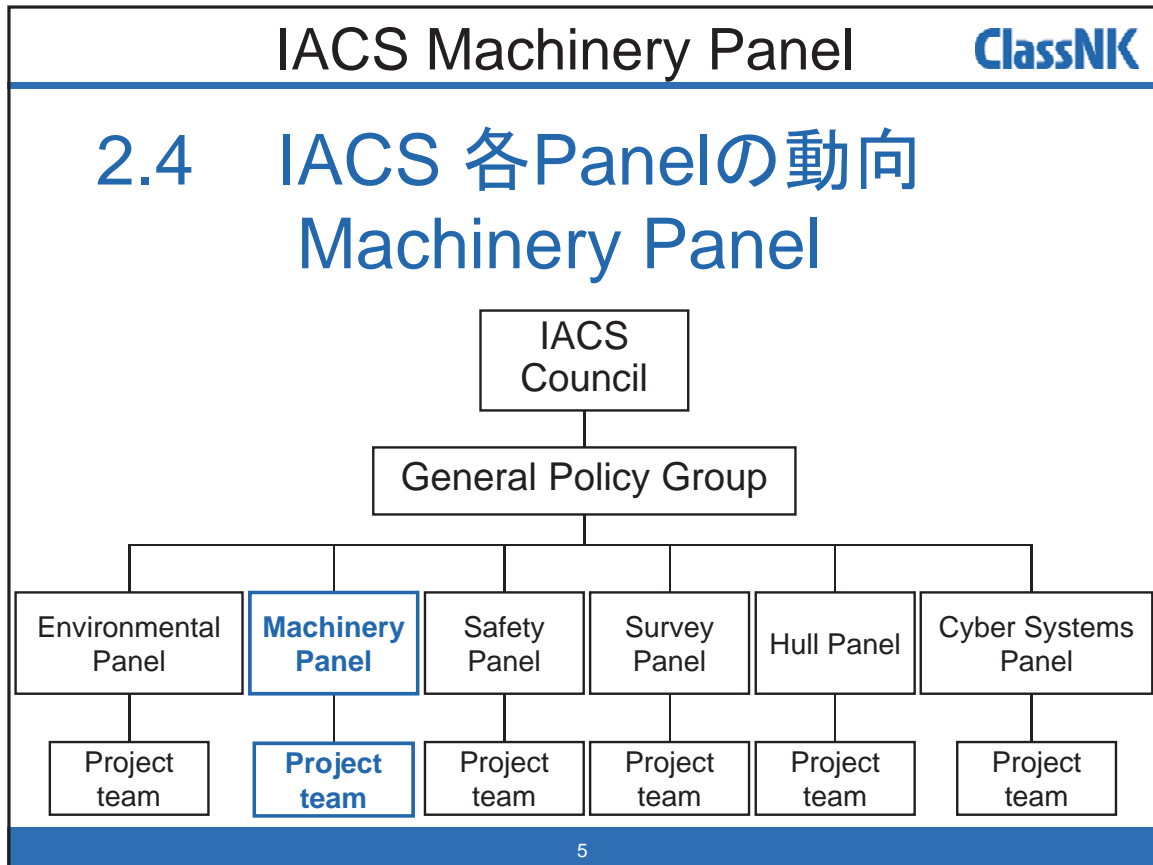 IACS Machinery Panel
ClassNK
2.4 IACS 各Panelの動向
Machinery Panel
IACS
Council
General Policy Group
Environmental
Panel
Machinery
Panel
Safety
Panel
Survey
Panel
Hull Panel
Cyber Systems
Panel
Project
team
Project
team
Project
team
Project
team
Project
team
Project
team
5